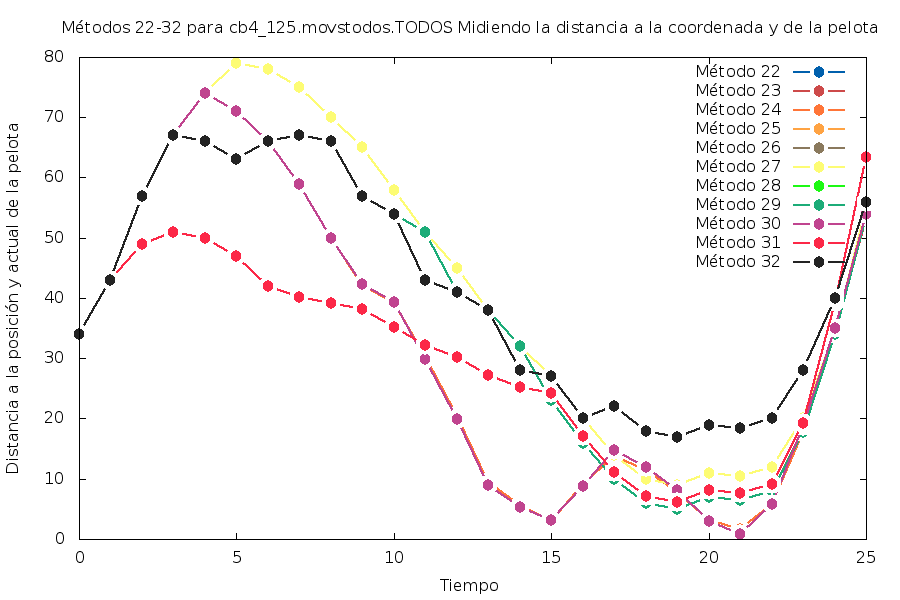 Métodos 22-32 para cb4_125.movstodos.TODOS Midiendo la distancia a la coordenada y de la pelota
Distancia a la posición y actual de la pelota
80
70
60
50
40
30
20
10
0
Método 22
Método 23
Método 24
Método 25
Método 26
Método 27
Método 28
Método 29
Método 30
Método 31
Método 32
0 5 10 15 20 25
Tiempo